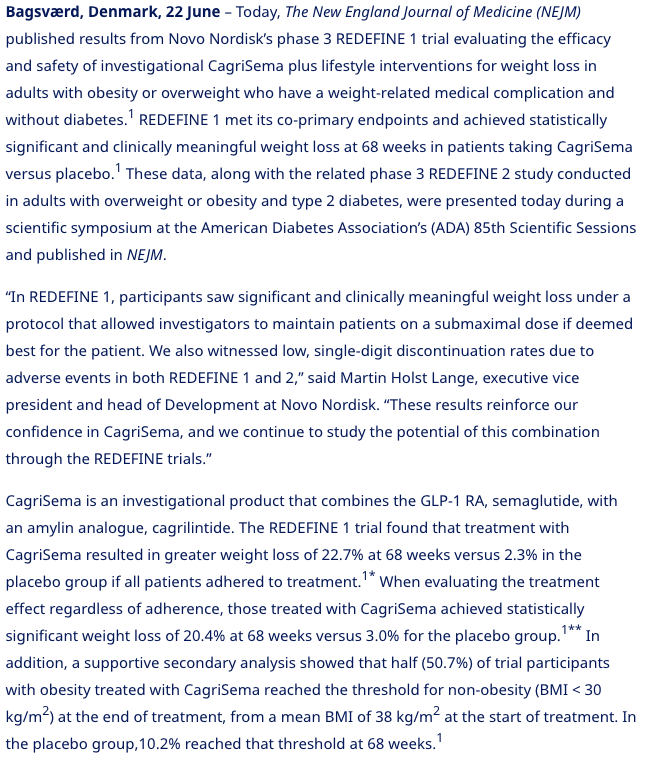 Bagsværd, Denmark, 22 June – Today, The New England Journal of Medicine (NEJM)
published results from Novo Nordisk’s phase 3 REDEFINE 1 trial evaluating the efficacy
and safety of investigational CagriSema plus lifestyle interventions for weight loss in
adults with obesity or overweight who have a weight-related medical complication and
without diabetes.1 REDEFINE 1 met its co-primary endpoints and achieved statistically
significant and clinically meaningful weight loss at 68 weeks in patients taking CagriSema
versus placebo.1 These data, along with the related phase 3 REDEFINE 2 study conducted
in adults with overweight or obesity and type 2 diabetes, were presented today during a
scientific symposium at the American Diabetes Association’s (ADA) 85th Scientific Sessions
and published in NEJM.
“In REDEFINE 1, participants saw significant and clinically meaningful weight loss under a
protocol that allowed investigators to maintain patients on a submaximal dose if deemed
best for the patient. We also witnessed low, single-digit discontinuation rates due to
adverse events in both REDEFINE 1 and 2,” said Martin Holst Lange, executive vice
president and head of Development at Novo Nordisk. “These results reinforce our
confidence in CagriSema, and we continue to study the potential of this combination
through the REDEFINE trials.”
CagriSema is an investigational product that combines the GLP-1 RA, semaglutide, with
an amylin analogue, cagrilintide. The REDEFINE 1 trial found that treatment with
CagriSema resulted in greater weight loss of 22.7% at 68 weeks versus 2.3% in the
placebo group if all patients adhered to treatment.1* When evaluating the treatment
effect regardless of adherence, those treated with CagriSema achieved statistically
significant weight loss of 20.4% at 68 weeks versus 3.0% for the placebo group.1** In
addition, a supportive secondary analysis showed that half (50.7%) of trial participants
with obesity treated with CagriSema reached the threshold for non-obesity (BMI < 30
kg/m2) at the end of treatment, from a mean BMI of 38 kg/m2 at the start of treatment. In
the placebo group,10.2% reached that threshold at 68 weeks.1